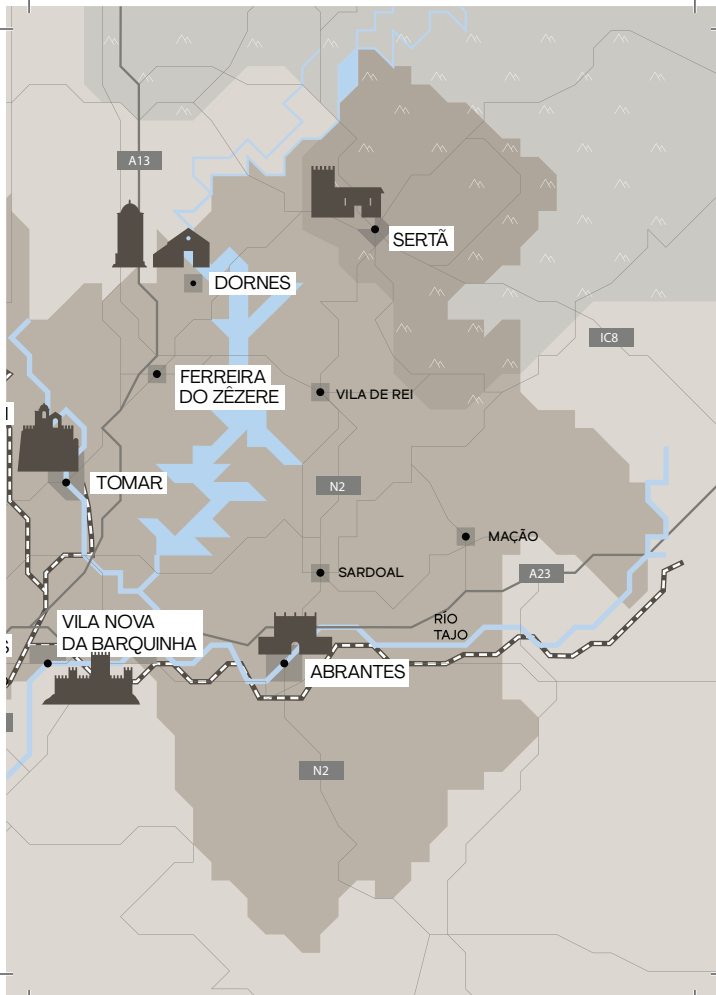 A13
SERTÃ
DORNES
IC8
FERREIRA
DO ZÊZERE
VILA DE REI
TOMAR
N2
MAÇÃO
SARDOAL
A23
VILA NOVA
DA BARQUINHA
RÍO
TAJO
ABRANTES
N2